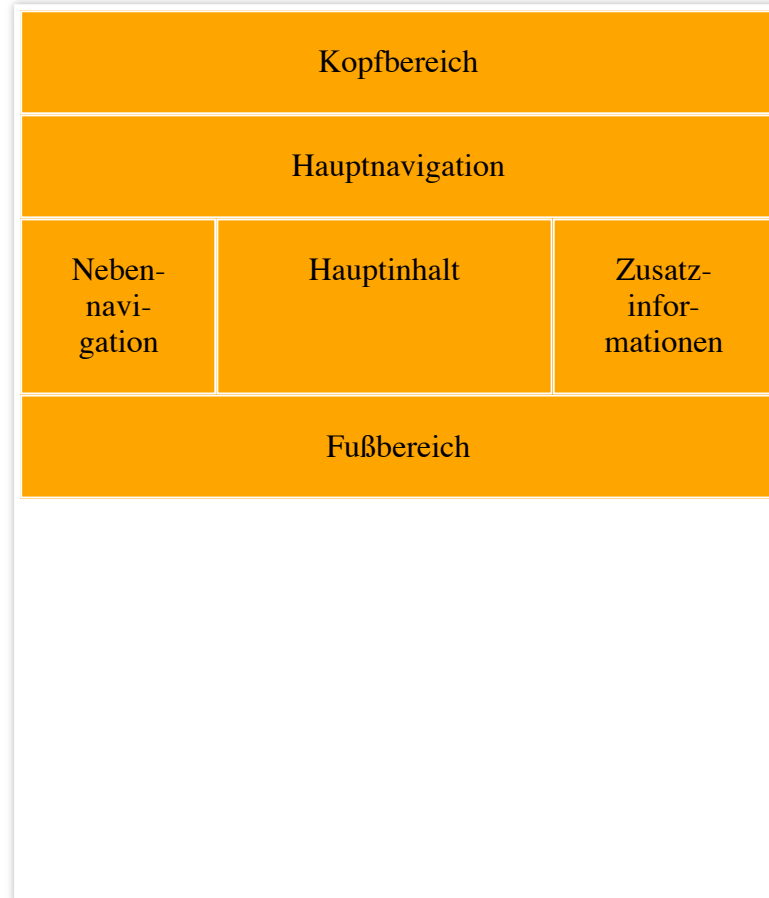 Kopfbereich
Hauptnavigation
Neben-
navi-
gation
Hauptinhalt
Zusatz-
infor-
mationen
Fußbereich